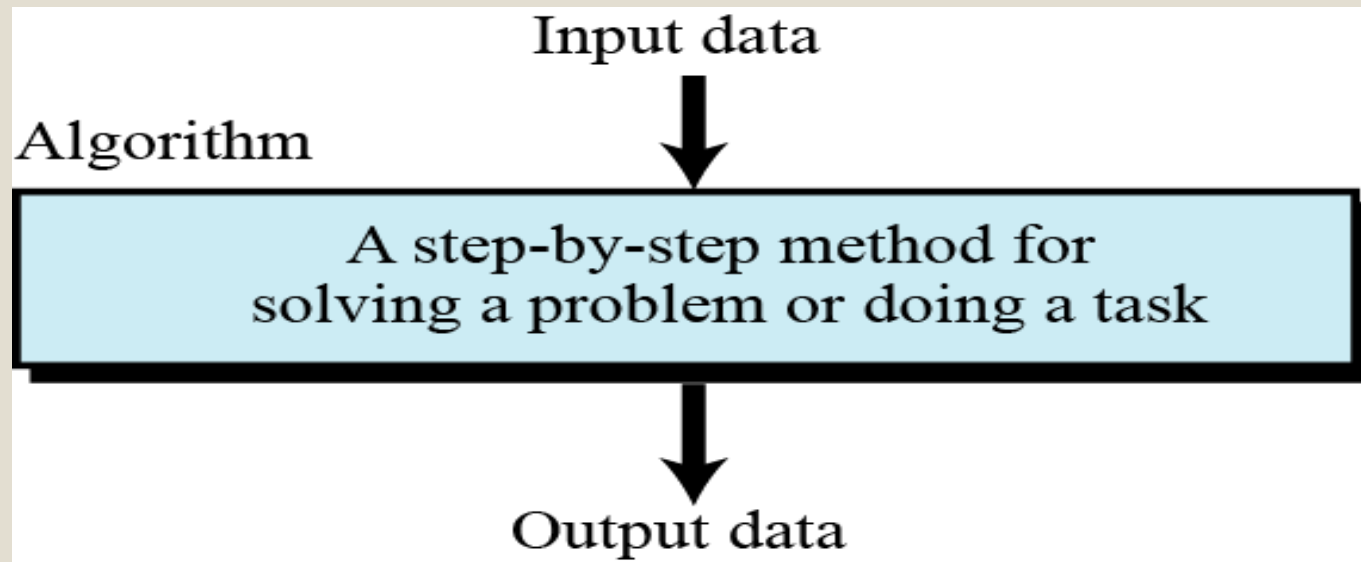 Input data
Algorithm
A step-by-step method for
solving a problem or doing a task
Output data